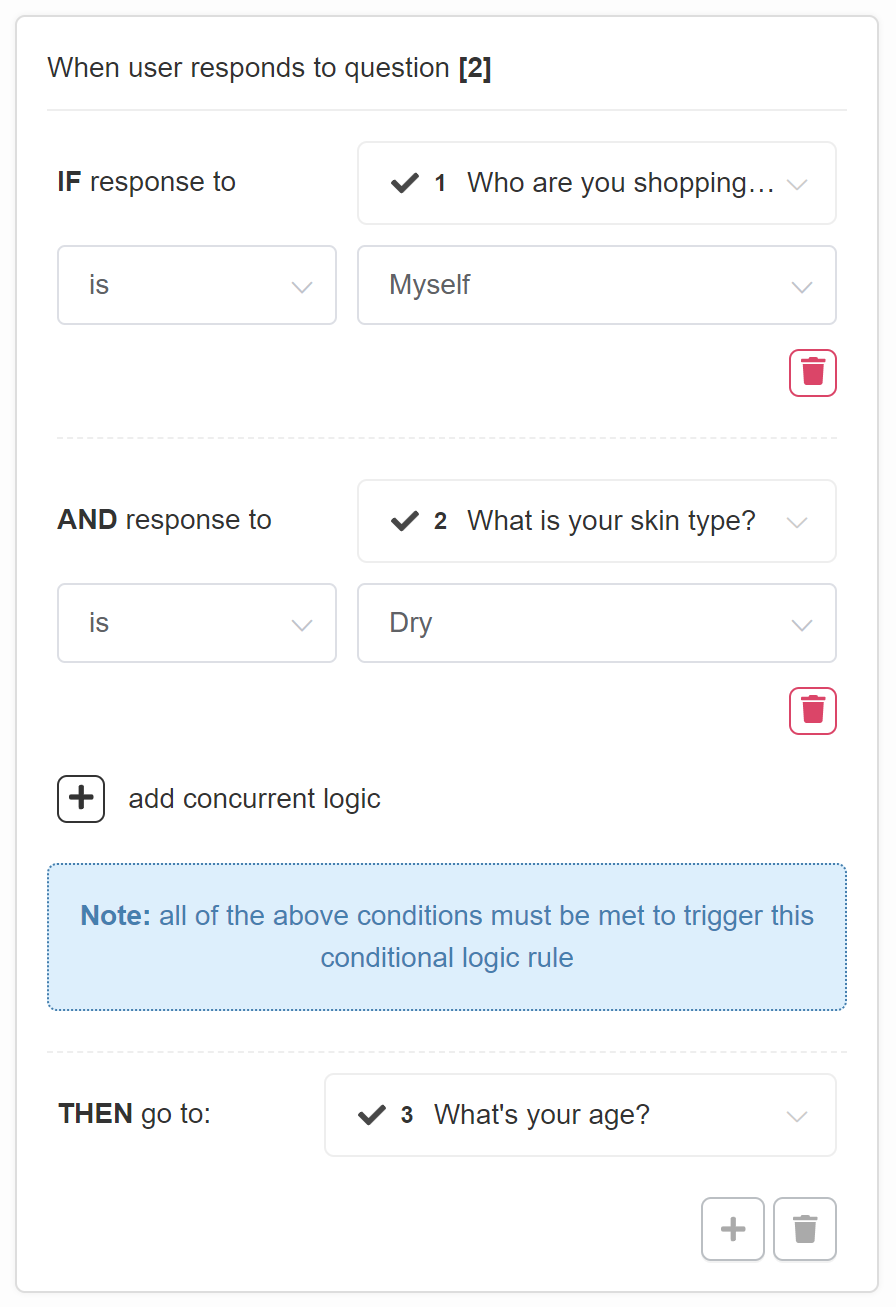 When user responds to question [2]
IF response to
1 Who are you shopping...
is
Myself
AND response to
2 What is your skin type?
is
Dry
add concurrent logic
Note: all of the above conditions must be met to trigger this
conditional logic rule
THEN go to:
3 What's your age?